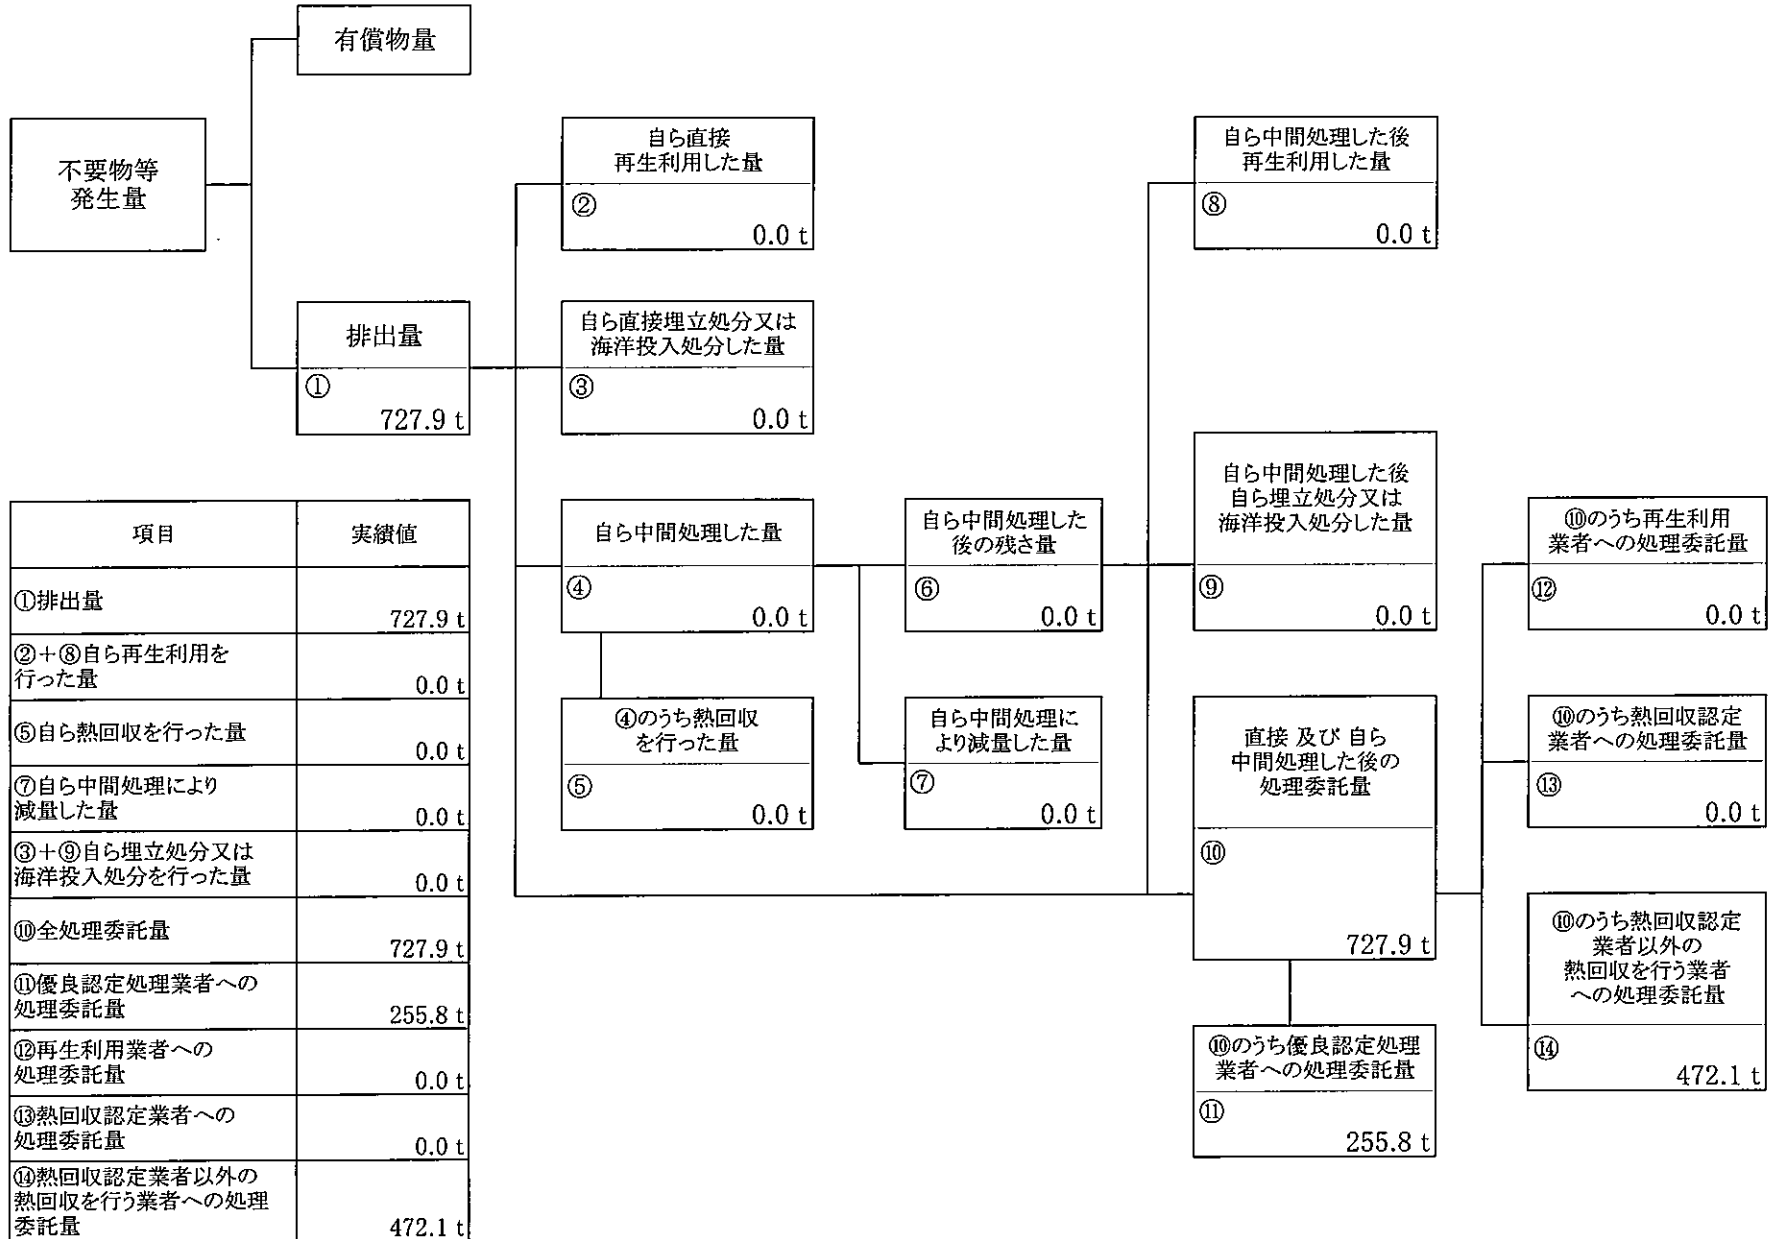 有償物量
不要物等
発生量
排出量
①
727.9 t
自ら直接
再生利用した量
②
0.0 t
自ら直接埋立処分又は
海洋投入処分した量
③
0.0 t
自ら中間処理した量
④
0.0 t
④のうち熱回収
を行った量
⑤
0.0 t
自ら中間処理した
後の残さ量
⑥
0.0 t
自ら中間処理に
より減量した量
⑦
0.0 t
自ら中間処理した後
再生利用した量
⑧
0.0 t
自ら中間処理した後
自ら埋立処分又は
海洋投入処分した量
⑨
0.0 t
直接 及び 自ら
中間処理した後の
処理委託量
⑩
727.9 t
⑩のうち優良認定処理
業者への処理委託量
⑪
255.8 t
⑩のうち再生利用
業者への処理委託量
⑫
0.0 t
⑩のうち熱回収認定
業者への処理委託量
⑬
0.0 t
⑩のうち熱回収認定
業者以外の
熱回収を行う業者
への処理委託量
⑭
472.1 t
項目 実績値
①排出量
727.9 t
②+⑧自ら再生利用を
行った量
0.0 t
⑤自ら熱回収を行った量
0.0 t
⑦自ら中間処理により
減量した量
0.0 t
③+⑨自ら埋立処分又は
海洋投入処分を行った量
0.0 t
⑩全処理委託量
727.9 t
⑪優良認定処理業者への
処理委託量
255.8 t
⑫再生利用業者への
処理委託量
0.0 t
⑬熱回収認定業者への
処理委託量
0.0 t
⑭熱回収認定業者以外の
熱回収を行う業者への処理
委託量
472.1 t